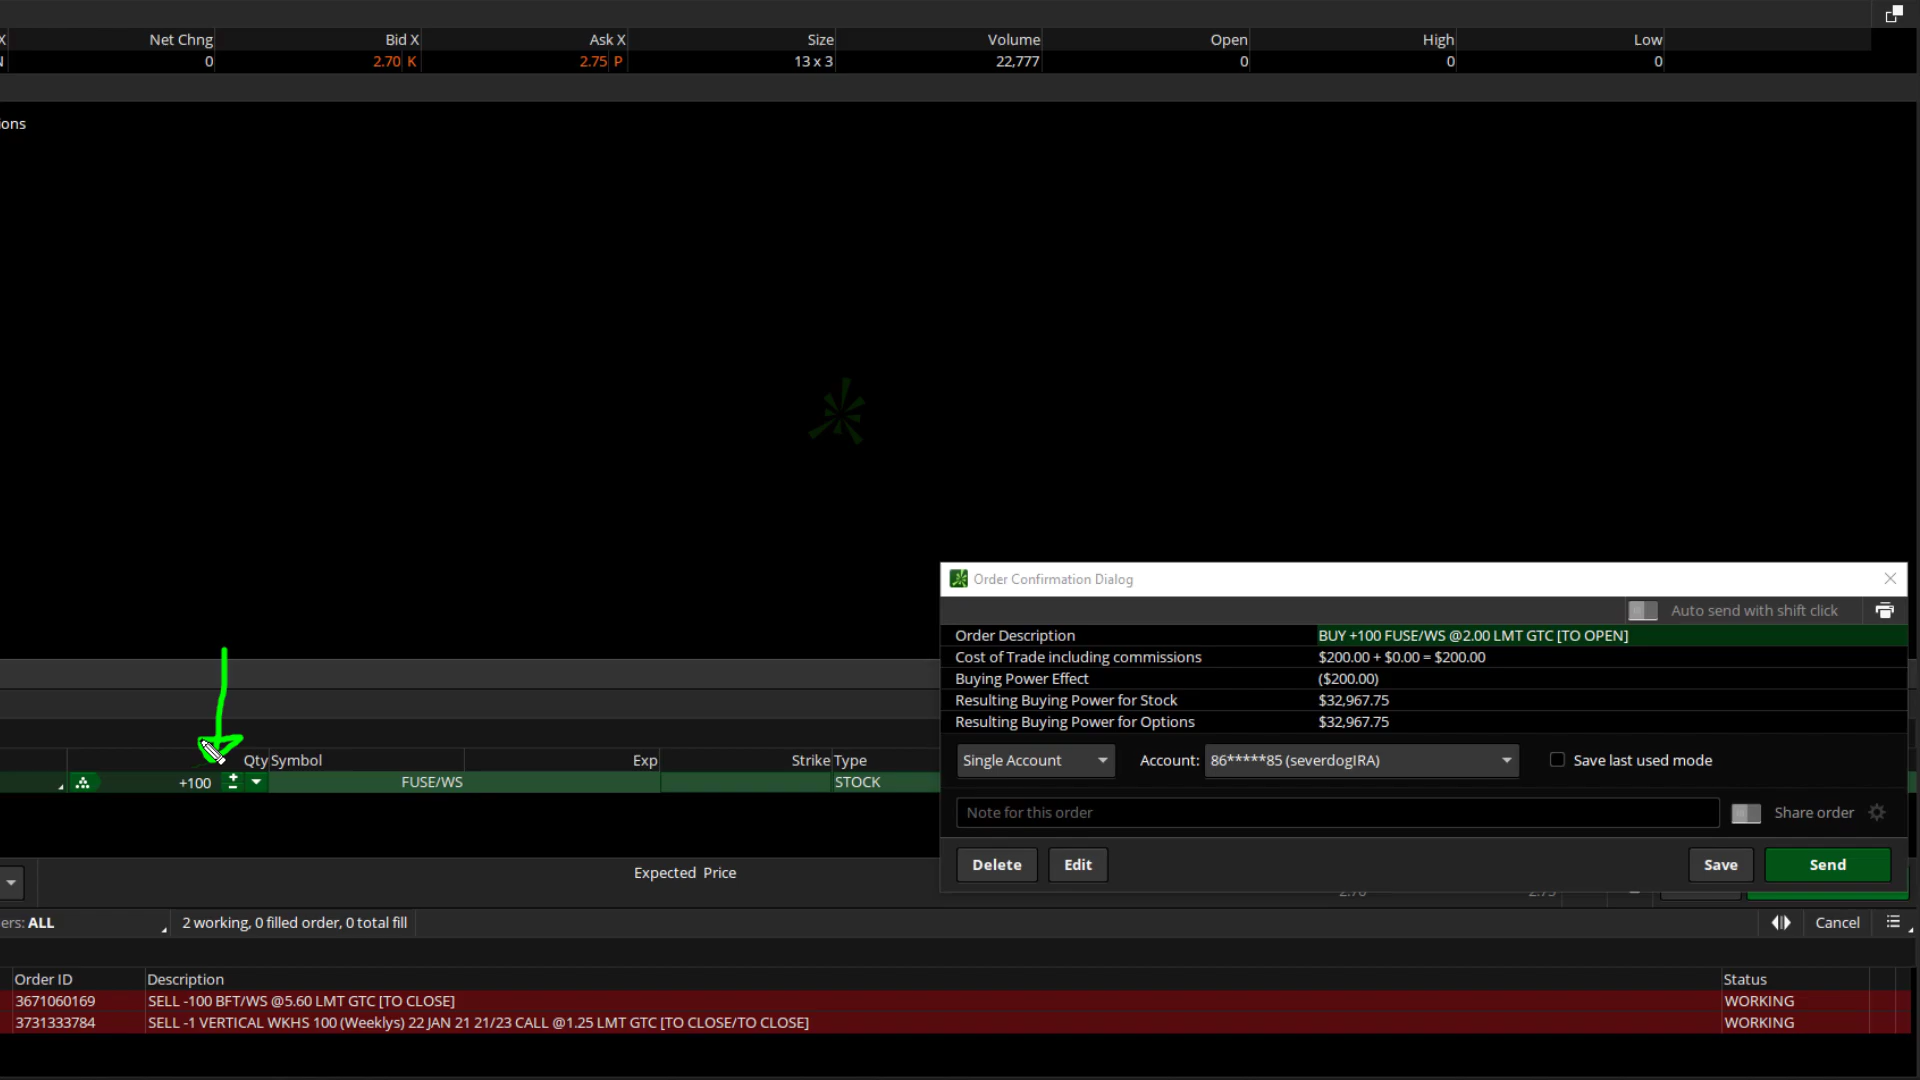 X Net Chng Bid X Ask X Size Volume Open High Low
N 0 2.70 K 2.75 P 13 x 3 22,777 0 0 0
ions
Order Confirmation Dialog
Auto send with shift click
Order Description BUY +100 FUSE/WS @2.00 LMT GTC [TO OPEN]
Cost of Trade including commissions $200.00 + $0.00 = $200.00
Buying Power Effect ($200.00)
Resulting Buying Power for Stock $32,967.75
Resulting Buying Power for Options $32,967.75
Qty Symbol Exp Strike Type
+100 FUSE/WS STOCK
Single Account Account: 86*****85 (severdogIRA) Save last used mode
Note for this order Share order
Delete Edit Save Send
Expected Price
ers: ALL 2 working, 0 filled order, 0 total fill Cancel
Order ID Description Status
3671060169 SELL -100 BFT/WS @5.60 LMT GTC [TO CLOSE] WORKING
3731333784 SELL -1 VERTICAL WKHS 100 (Weeklys) 22 JAN 21 21/23 CALL @1.25 LMT GTC [TO CLOSE/TO CLOSE] WORKING